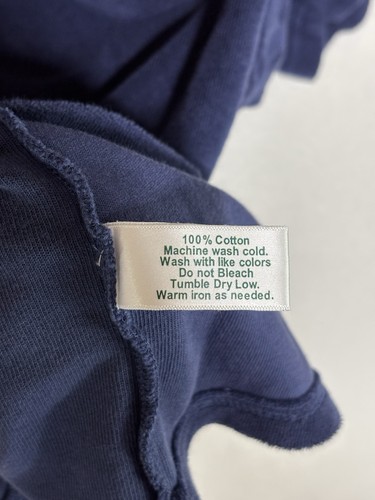 100% Cotton
Machine wash cold.
Wash with like colors
Do not Bleach
Tumble Dry Low.
Warm iron as needed.